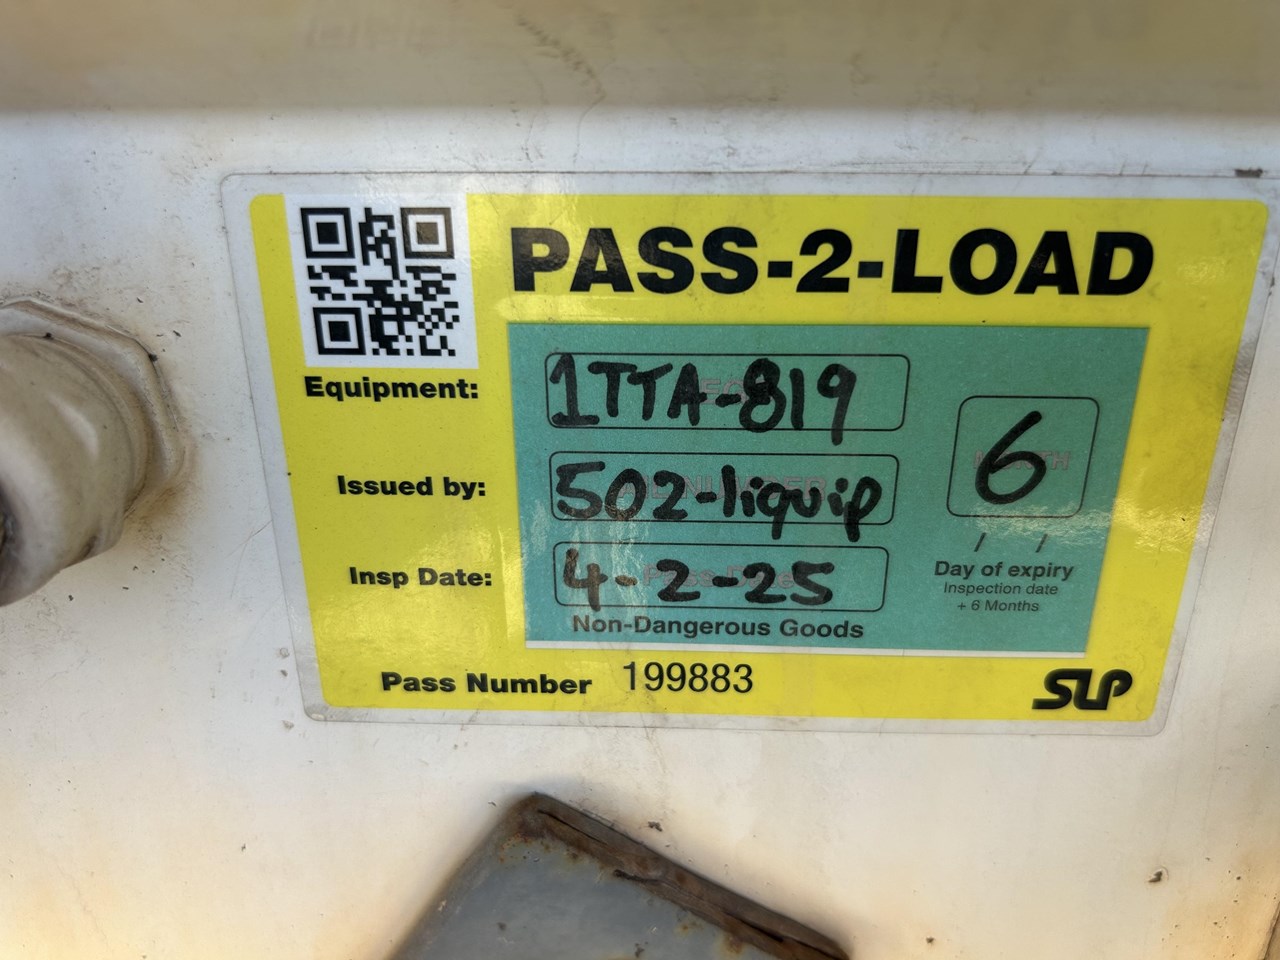 PASS-2-LOAD
Equipment: 1TTA-819
Issued by: 502-liquip
6
Insp Date: 4-2-25
/ /
Day of expiry
Inspection date
+ 6 Months
Non-Dangerous Goods
Pass Number 199883
SLP